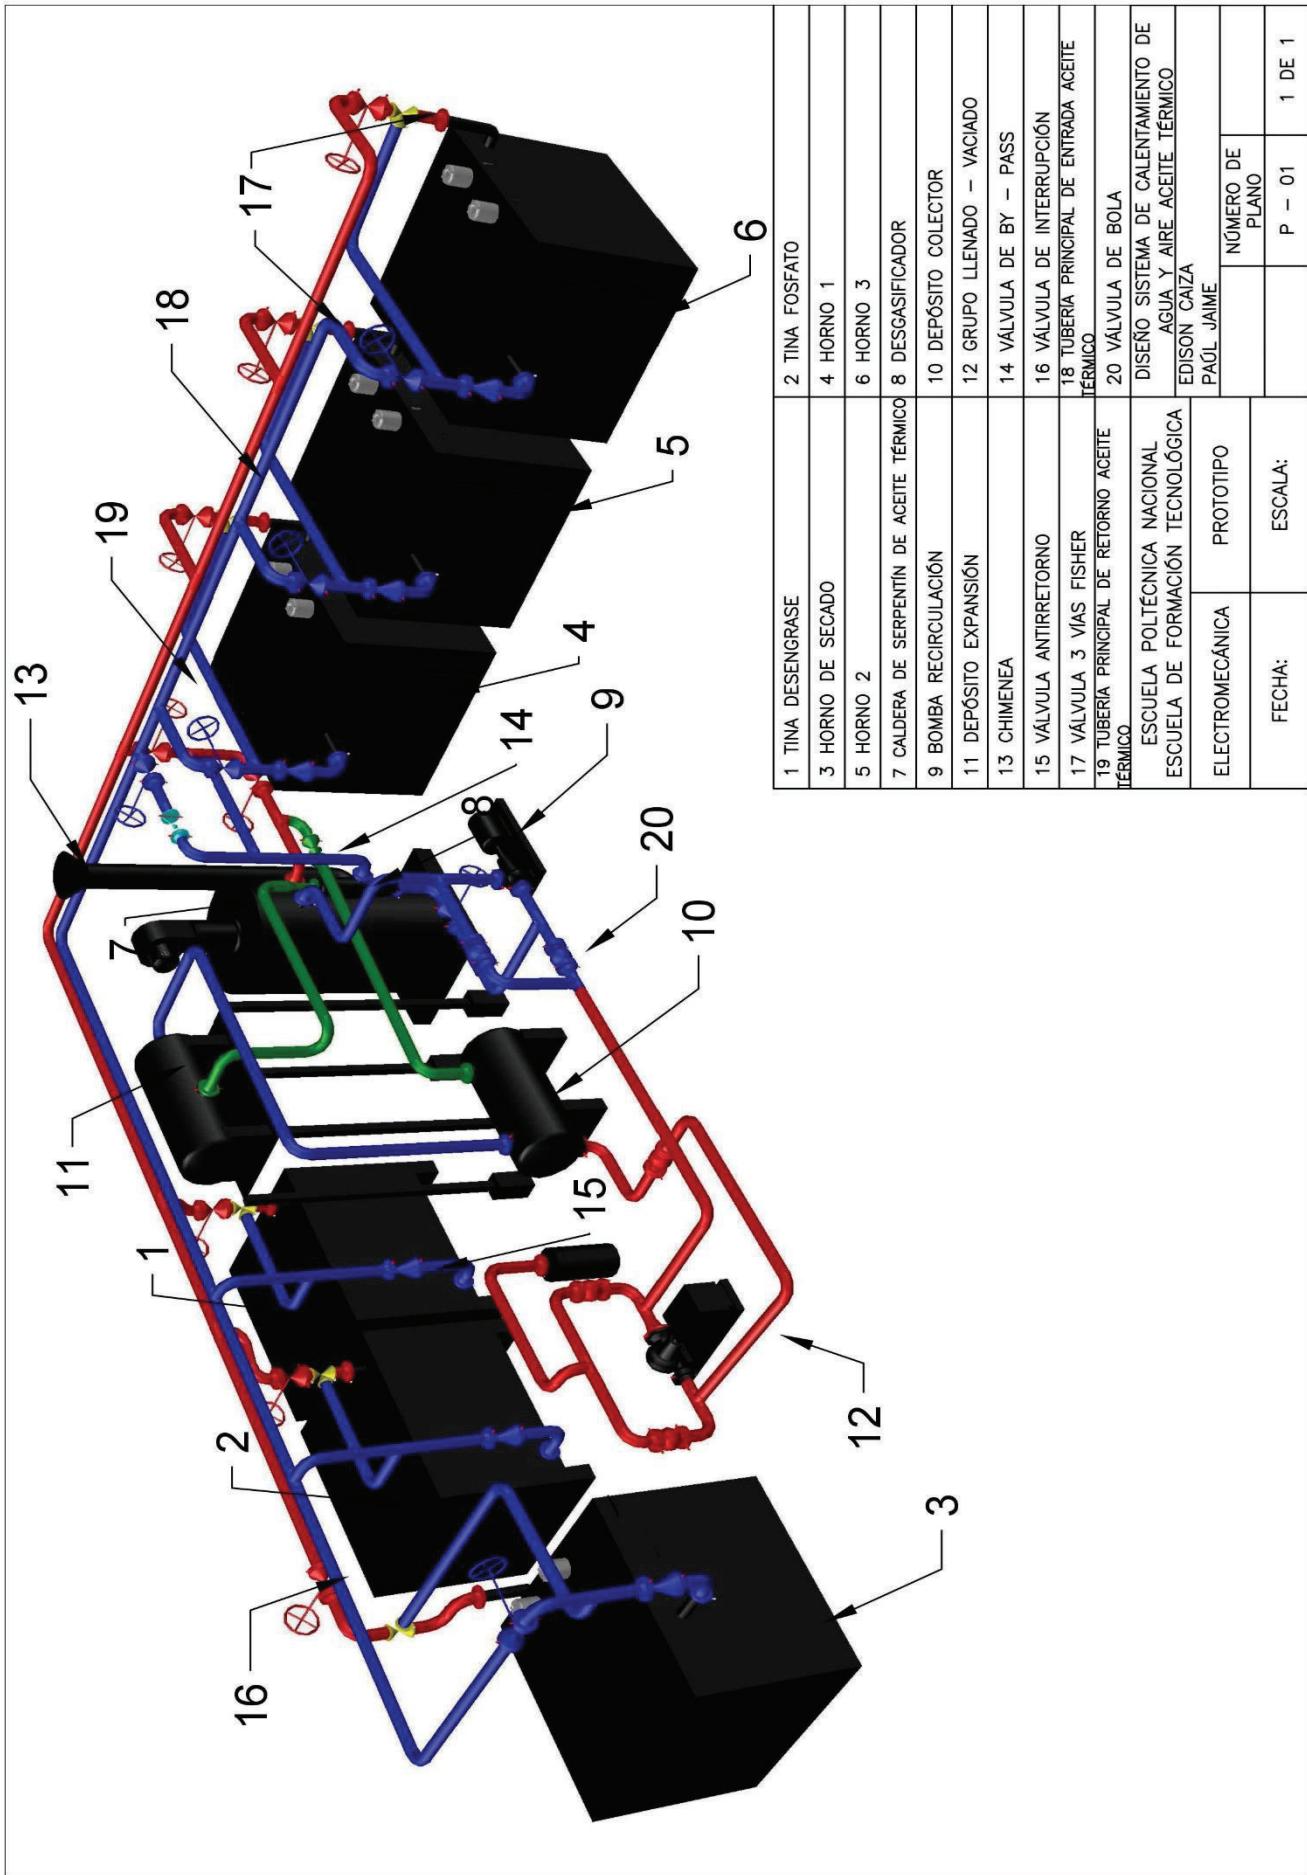 13
19
18
17
11
7
8
14
9
4
5
6
1
2
15
10
20
16
3
12
1 TINA DESENGRASE
2 TINA FOSFATO
3 HORNO DE SECADO
4 HORNO 1
5 HORNO 2
6 HORNO 3
7 CALDERA DE SERPENTÍN DE ACEITE TÉRMICO
8 DESGASIFICADOR
9 BOMBA RECIRCULACIÓN
10 DEPÓSITO COLECTOR
11 DEPÓSITO EXPANSIÓN
12 GRUPO LLENADO – VACIADO
13 CHIMENEA
14 VÁLVULA DE BY – PASS
15 VÁLVULA ANTIRRETORNO
16 VÁLVULA DE INTERRUPCIÓN
17 VÁLVULA 3 VÍAS FISHER
18 TUBERÍA PRINCIPAL DE ENTRADA ACEITE
TÉRMICO
19 TUBERÍA PRINCIPAL DE RETORNO ACEITE
TÉRMICO
20 VÁLVULA DE BOLA
ESCUELA POLTÉCNICA NACIONAL
ESCUELA DE FORMACIÓN TECNOLÓGICA
DISEÑO SISTEMA DE CALENTAMIENTO DE
AGUA Y AIRE ACEITE TÉRMICO
EDISON CAIZA
PAÚL JAIME
ELECTROMECÁNICA
PROTOTIPO
NÚMERO DE
PLANO
FECHA:
ESCALA:
P – 01
1 DE 1